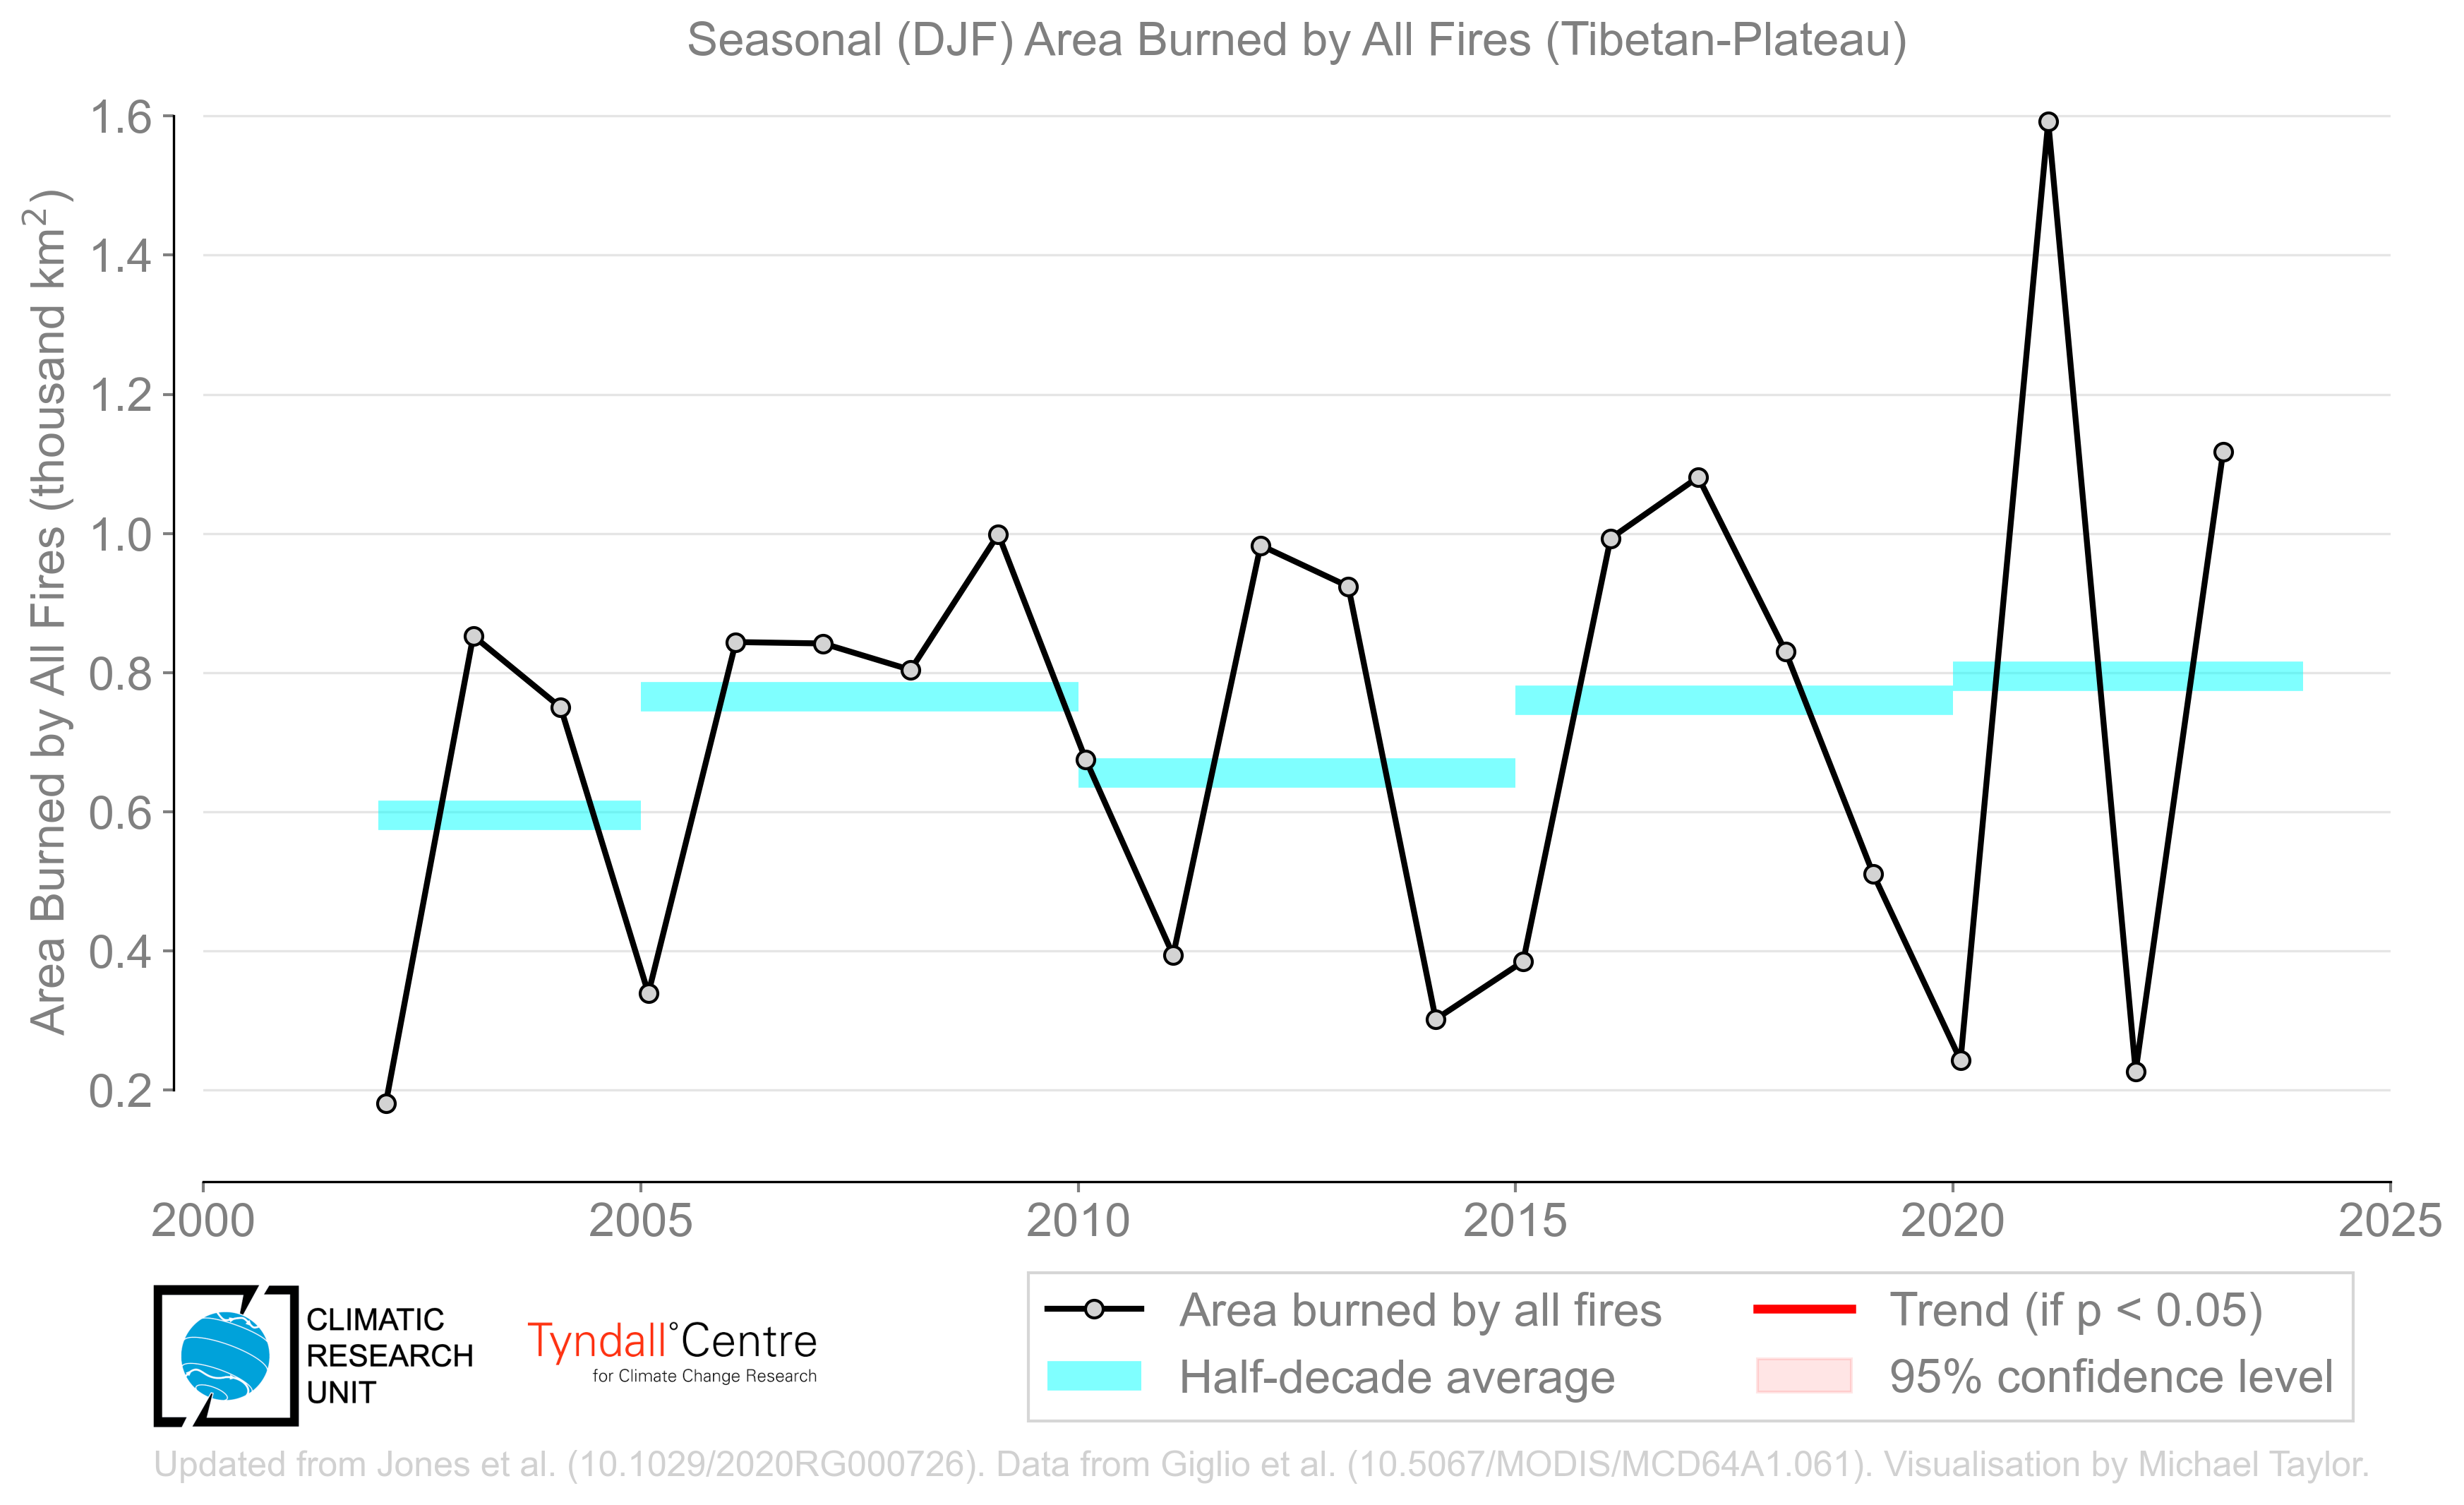 Seasonal (DJF) Area Burned by All Fires (Tibetan-Plateau)
Area Burned by All Fires (thousand km²)
1.6
1.4
1.2
1.0
0.8
0.6
0.4
0.2
2000
2005
2010
2015
2020
2025
CLIMATIC
RESEARCH
UNIT
Tyndall°Centre
for Climate Change Research
Area burned by all fires
Half-decade average
Trend (if p < 0.05)
95% confidence level
Updated from Jones et al. (10.1029/2020RG000726). Data from Giglio et al. (10.5067/MODIS/MCD64A1.061). Visualisation by Michael Taylor.